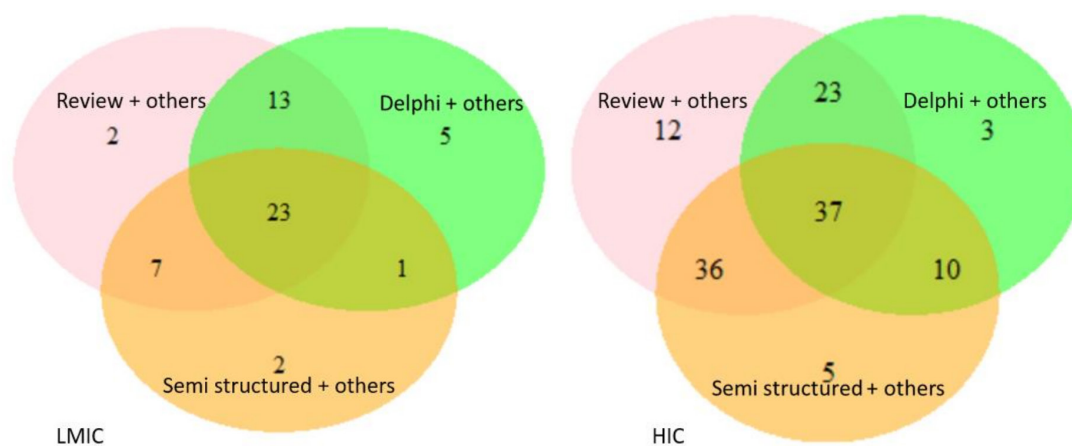 Review + others
13
Delphi + others
2
5
23
7
1
2
Semi structured + others
LMIC
Review + others
23
Delphi + others
12
3
37
36
10
5
Semi structured + others
HIC